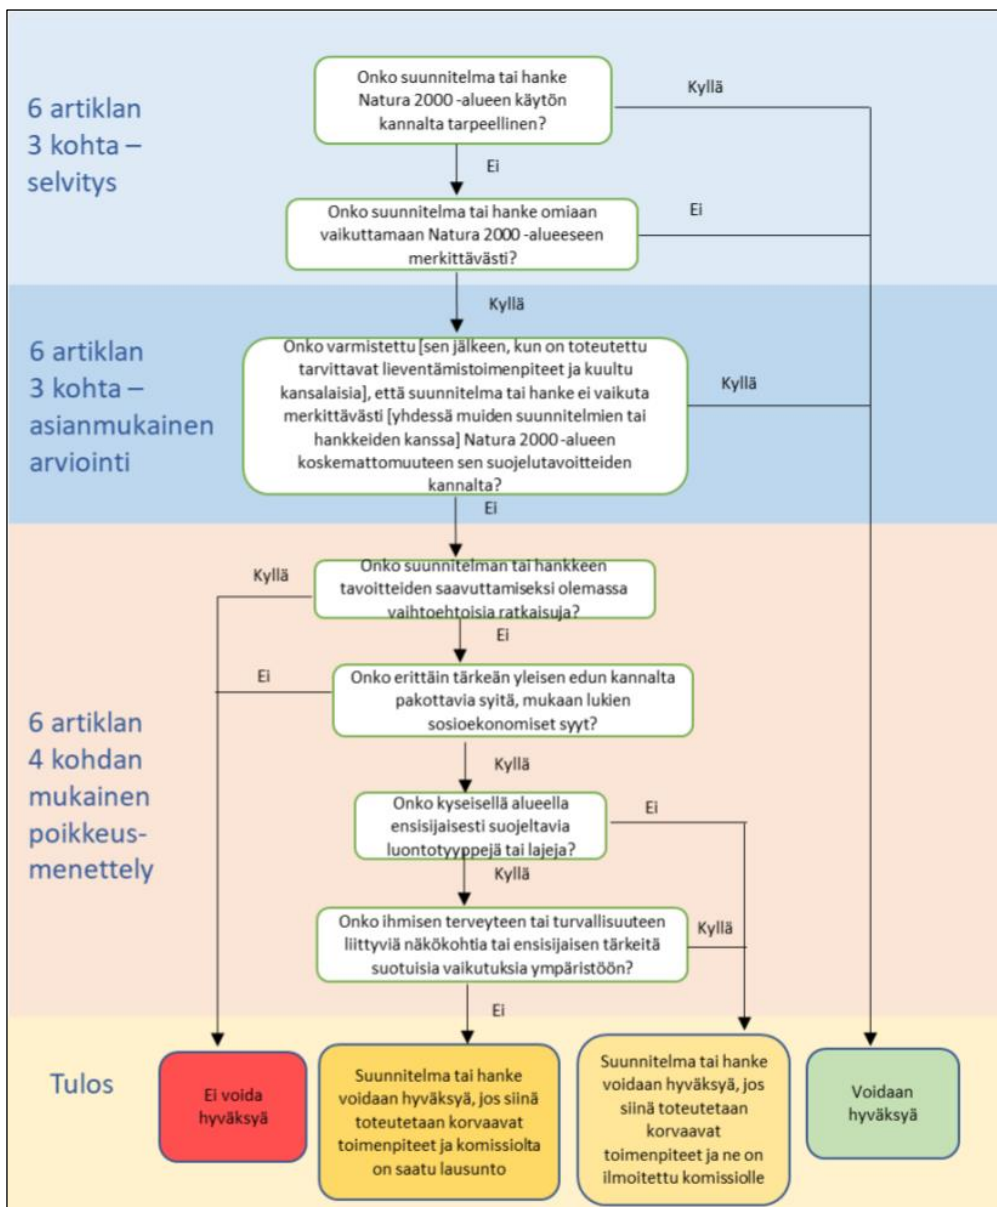 6 artiklan
3 kohta –
selvitys
Onko suunnitelma tai hanke
Natura 2000 -alueen käytön
kannalta tarpeellinen?
Kyllä
Ei
Onko suunnitelma tai hanke omiaan
vaikuttamaan Natura 2000 -alueeseen
merkittävästi?
Ei
Kyllä
6 artiklan
3 kohta –
asianmukainen
arviointi
Onko varmistettu [sen jälkeen, kun on toteutettu
tarvittavat lieventämistoimenpiteet ja kuultu
kansalaisia], että suunnitelma tai hanke ei vaikuta
merkittävästi [yhdessä muiden suunnitelmien tai
hankkeiden kanssa] Natura 2000 -alueen
koskemattomuuteen sen suojelutavoitteiden
kannalta?
Kyllä
Ei
6 artiklan
4 kohdan
mukainen
poikkeus-
menettely
Onko suunnitelman tai hankkeen
tavoitteiden saavuttamiseksi olemassa
vaihtoehtoisia ratkaisuja?
Kyllä
Ei
Onko erittäin tärkeän yleisen edun kannalta
pakottavia syitä, mukaan lukien
sosioekonomiset syyt?
Ei
Kyllä
Onko kyseisellä alueella
ensisijaisesti suojeltavia
luontotyyppejä tai lajeja?
Ei
Kyllä
Onko ihmisen terveyteen tai turvallisuuteen
liittyviä näkökohtia tai ensisijaisen tärkeitä
suotuisia vaikutuksia ympäristöön?
Kyllä
Ei
Tulos
Ei voida
hyväksyä
Suunnitelma tai hanke
voidaan hyväksyä, jos siinä
toteutetaan korvaavat
toimenpiteet ja komissiolta
on saatu lausunto
Suunnitelma tai hanke
voidaan hyväksyä, jos
siinä toteutetaan
korvaavat
toimenpiteet ja ne on
ilmoitettu komissiolle
Voidaan
hyväksyä